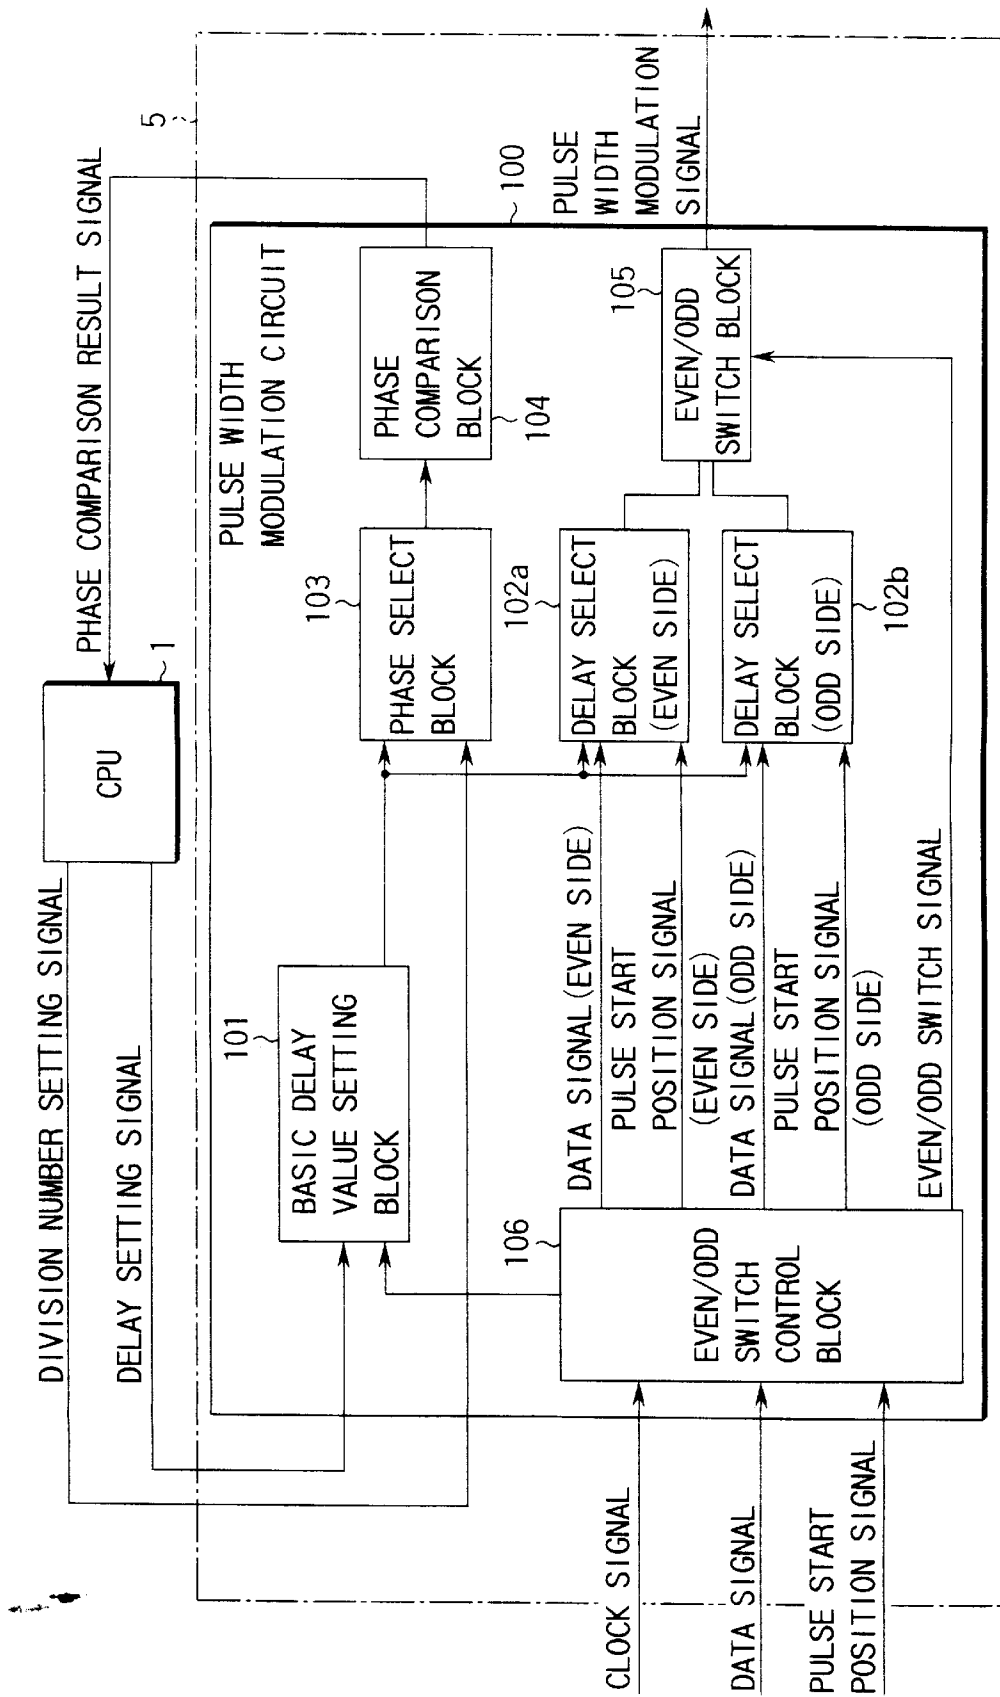 DIVISION NUMBER SETTING SIGNAL
DELAY SETTING SIGNAL
CPU
1
PHASE COMPARISON RESULT SIGNAL
5
PULSE WIDTH
MODULATION CIRCUIT
100
101
BASIC DELAY
VALUE SETTING
BLOCK
103
PHASE SELECT
BLOCK
PHASE
COMPARISON
BLOCK
104
PULSE
WIDTH
MODULATION
SIGNAL
CLOCK SIGNAL
DATA SIGNAL
PULSE START
POSITION SIGNAL
106
EVEN/ODD
SWITCH
CONTROL
BLOCK
DATA SIGNAL(EVEN SIDE)
PULSE START
POSITION SIGNAL
(EVEN SIDE)
DATA SIGNAL(ODD SIDE)
PULSE START
POSITION SIGNAL
(ODD SIDE)
EVEN/ODD SWITCH SIGNAL
102a
DELAY SELECT
BLOCK
(EVEN SIDE)
DELAY SELECT
BLOCK
(ODD SIDE)
102b
105
EVEN/ODD
SWITCH BLOCK